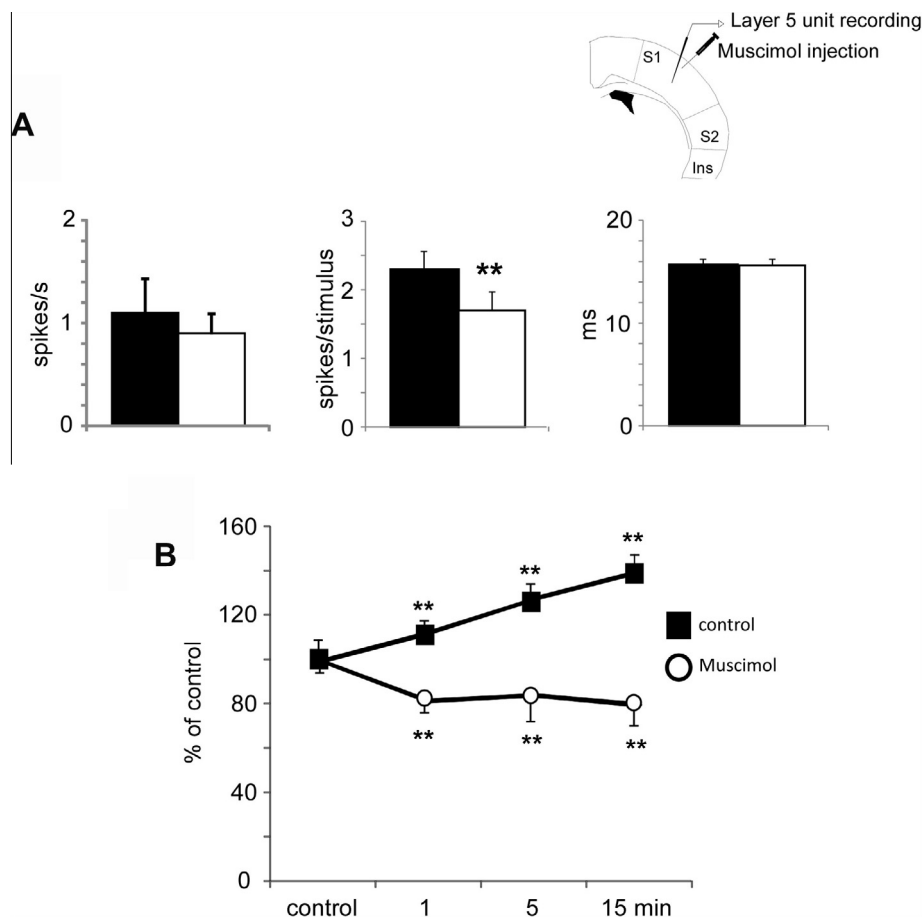 Layer 5 unit recording
Muscimol injection
S1
S2
Ins
A
2
1
0
spikes/s
3
2
1
0
spikes/stimulus
**
20
10
0
ms
B
160
120
80
40
0
% of control
**
**
**
**
**
**
control
Muscimol
control 1 5 15 min